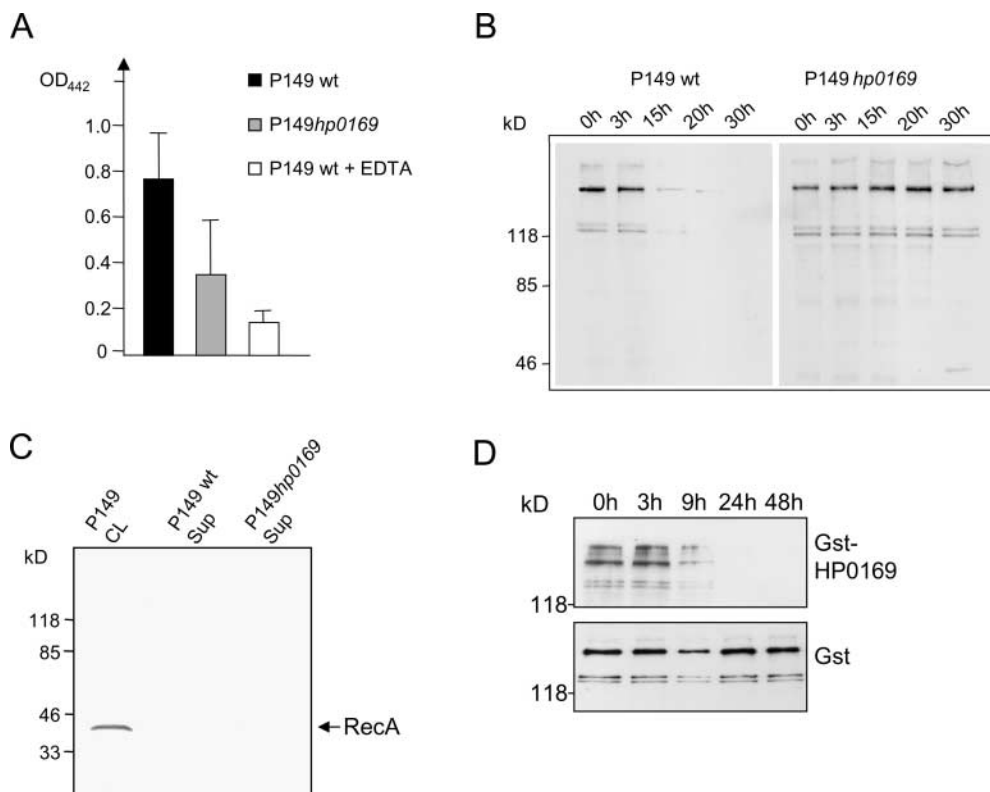 A
OD442
P149 wt
P149hp0169
P149 wt + EDTA
1.0
0.8
0.6
0.4
0.2
0
B
P149 wt
P149 hp0169
kD
0h 3h 15h 20h 30h
0h 3h 15h 20h 30h
118
85
46
C
P149 CL
P149 wt Sup
P149hp0169 Sup
kD
118
85
46
33
RecA
D
kD
0h 3h 9h 24h 48h
118
Gst-
HP0169
118
Gst